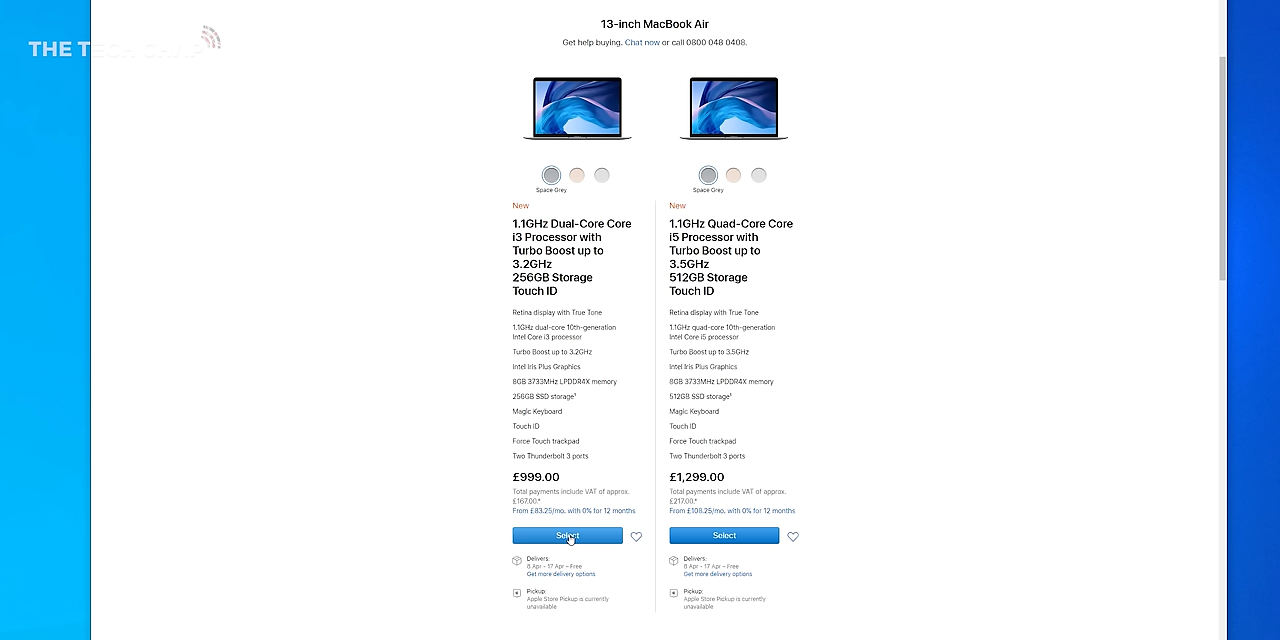 THE TECH CHAP
13-inch MacBook Air
Get help buying. Chat now or call 0800 048 0408.
Space Grey
New
1.1GHz Dual-Core Core
i3 Processor with
Turbo Boost up to
3.2GHz
256GB Storage
Touch ID
Retina display with True Tone
1.1GHz dual-core 10th-generation
Intel Core i3 processor
Turbo Boost up to 3.2GHz
Intel Iris Plus Graphics
8GB 3733MHz LPDDR4X memory
256GB SSD storage¹
Magic Keyboard
Touch ID
Force Touch trackpad
Two Thunderbolt 3 ports
£999.00
Total payments include VAT of approx.
£167.00.*
From £83.25/mo. with 0% for 12 months
Select
Delivers:
8 Apr - 17 Apr – Free
Get more delivery options
Pickup:
Apple Store Pickup is currently
unavailable
Space Grey
New
1.1GHz Quad-Core Core
i5 Processor with
Turbo Boost up to
3.5GHz
512GB Storage
Touch ID
Retina display with True Tone
1.1GHz quad-core 10th-generation
Intel Core i5 processor
Turbo Boost up to 3.5GHz
Intel Iris Plus Graphics
8GB 3733MHz LPDDR4X memory
512GB SSD storage¹
Magic Keyboard
Touch ID
Force Touch trackpad
Two Thunderbolt 3 ports
£1,299.00
Total payments include VAT of approx.
£217.00.*
From £108.25/mo. with 0% for 12 months
Select
Delivers:
8 Apr - 17 Apr – Free
Get more delivery options
Pickup:
Apple Store Pickup is currently
unavailable